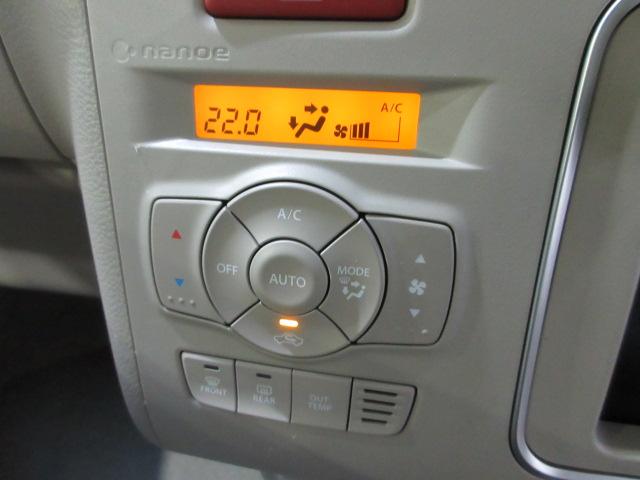 nanoe
22.0
A/C
A/C
OFF
AUTO
MODE
FRONT
REAR
OUT
TEMP